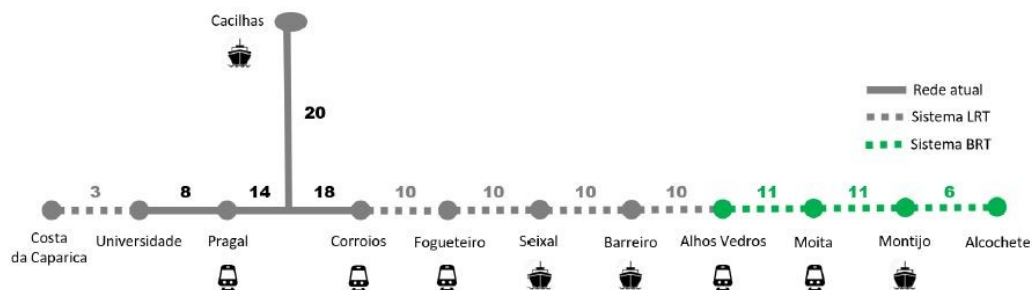 Cacilhas
20
Rede atual
Sistema LRT
Sistema BRT
3 8 14 18 10 10 10 10 11 11 6
Costa
da Caparica
Universidade
Pragal
Corroios
Fogueteiro
Seixal
Barreiro
Alhos Vedros
Moita
Montijo
Alcochete